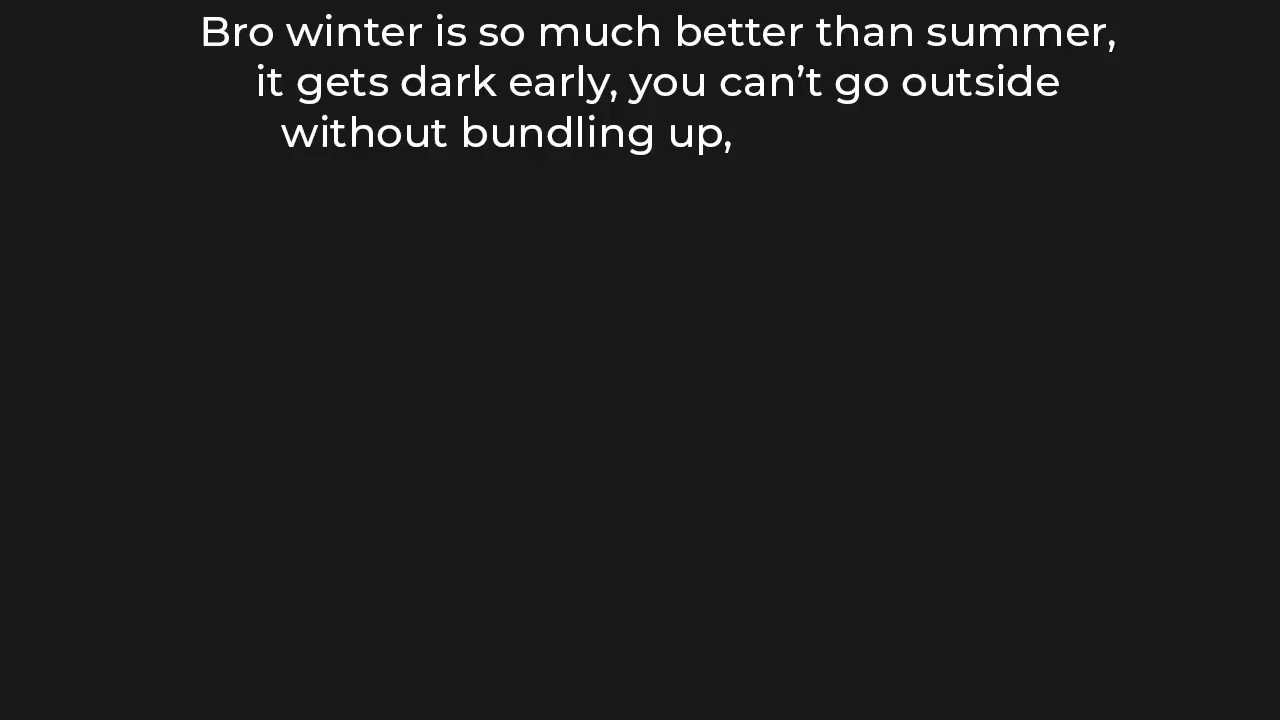 Bro winter is so much better than summer,
it gets dark early, you can’t go outside
without bundling up,